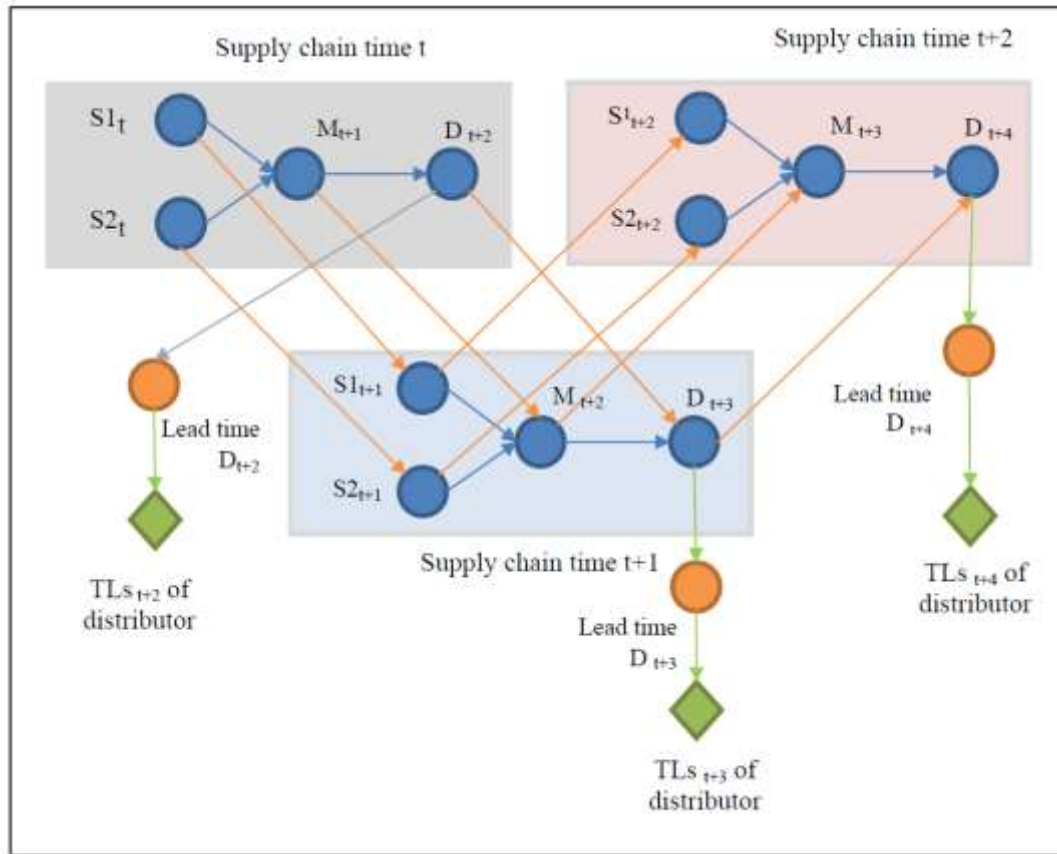 Supply chain time t
S1t
S2t
Mt+1
D t+2
Supply chain time t+2
S1t+2
S2t+2
M t+3
D t+4
Lead time
Dt+2
TLs t+2 of
distributor
S1t+1
S2t+1
M t+2
D t+3
Supply chain time t+1
Lead time
D t+3
TLs t+3 of
distributor
Lead time
D t+4
TLs t+4 of
distributor